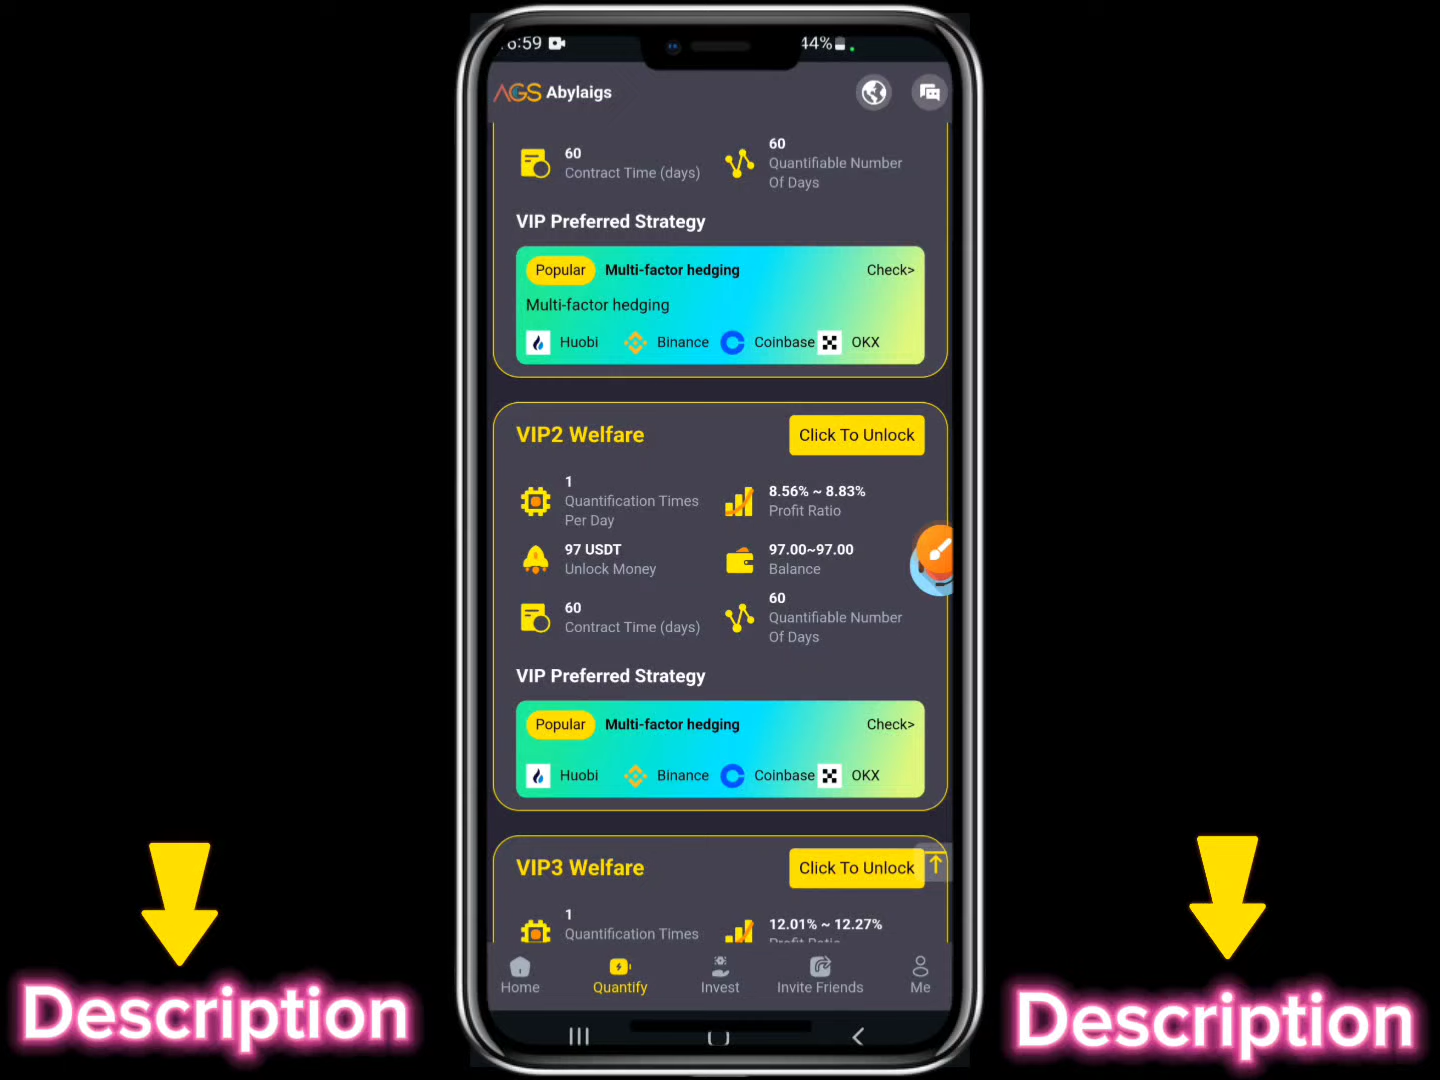 6:59
44%
AGS Abylaigs
60
Contract Time (days)
60
Quantifiable Number
Of Days
VIP Preferred Strategy
Popular Multi-factor hedging Check>
Multi-factor hedging
Huobi Binance Coinbase OKX
VIP2 Welfare Click To Unlock
1
Quantification Times
Per Day
8.56% ~ 8.83%
Profit Ratio
97 USDT
Unlock Money
97.00~97.00
Balance
60
Contract Time (days)
60
Quantifiable Number
Of Days
VIP Preferred Strategy
Popular Multi-factor hedging Check>
Huobi Binance Coinbase OKX
VIP3 Welfare Click To Unlock
1
Quantification Times
12.01% ~ 12.27%
Profit Ratio
Home Quantify Invest Invite Friends Me
Description
Description